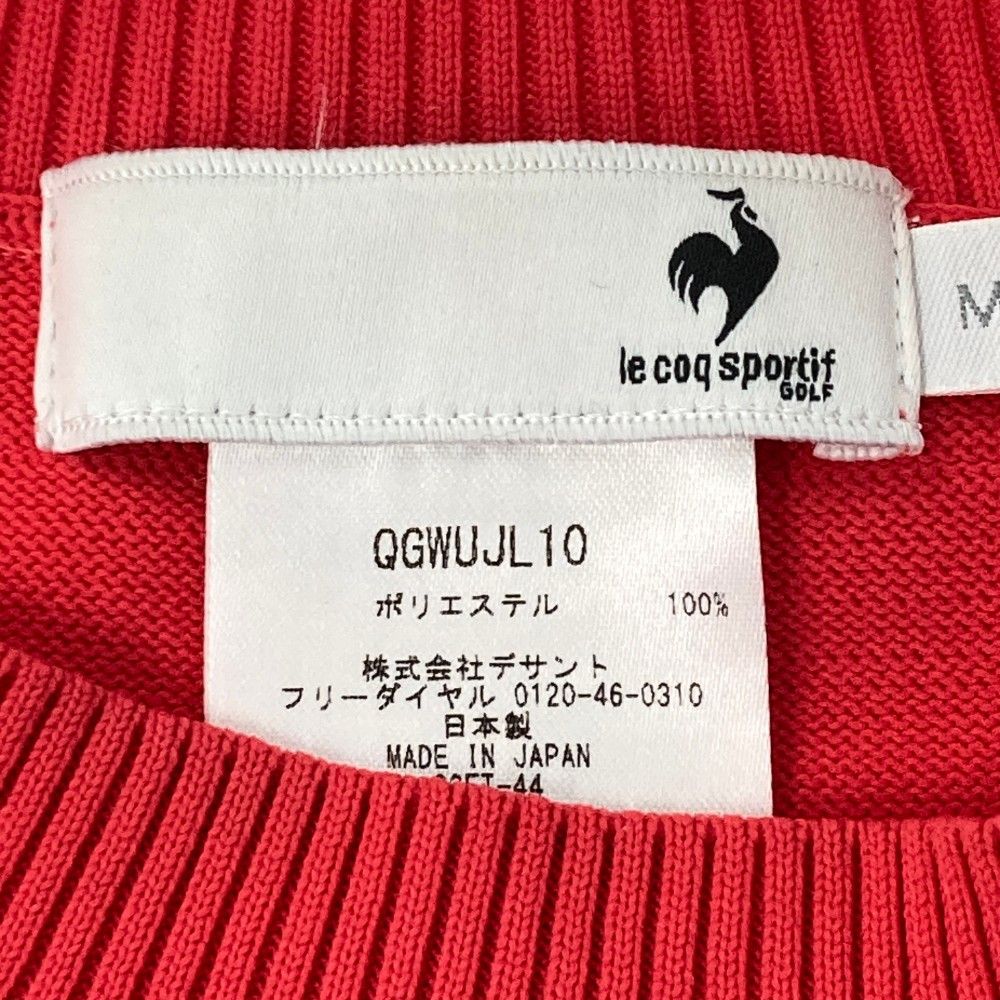 le coq sportif
GOLF
M
QGWUJL10
ポリエステル 100%
株式会社デサント
フリーダイヤル 0120-46-0310
日本製
MADE IN JAPAN